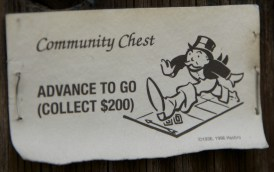 Community Chest
ADVANCE TO GO
(COLLECT $200)